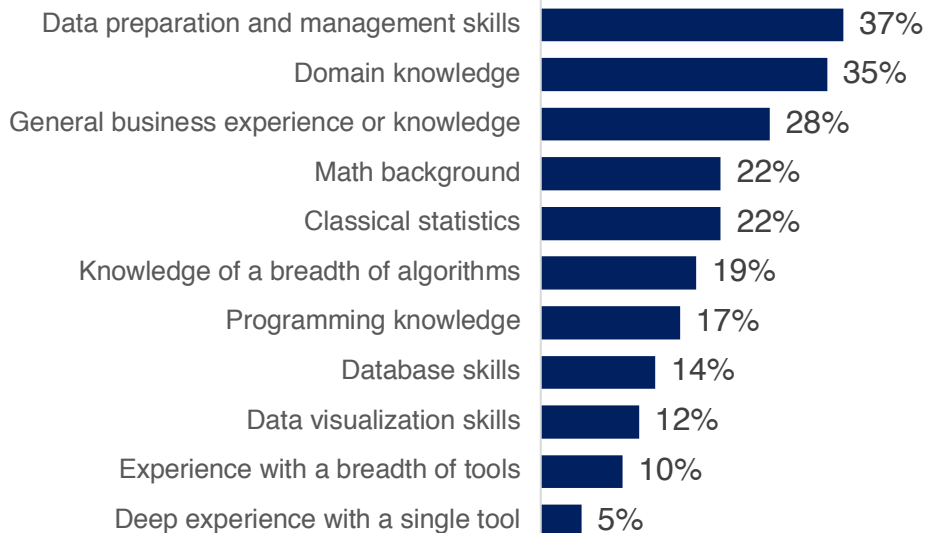 Data preparation and management skills 37%
Domain knowledge 35%
General business experience or knowledge 28%
Math background 22%
Classical statistics 22%
Knowledge of a breadth of algorithms 19%
Programming knowledge 17%
Database skills 14%
Data visualization skills 12%
Experience with a breadth of tools 10%
Deep experience with a single tool 5%